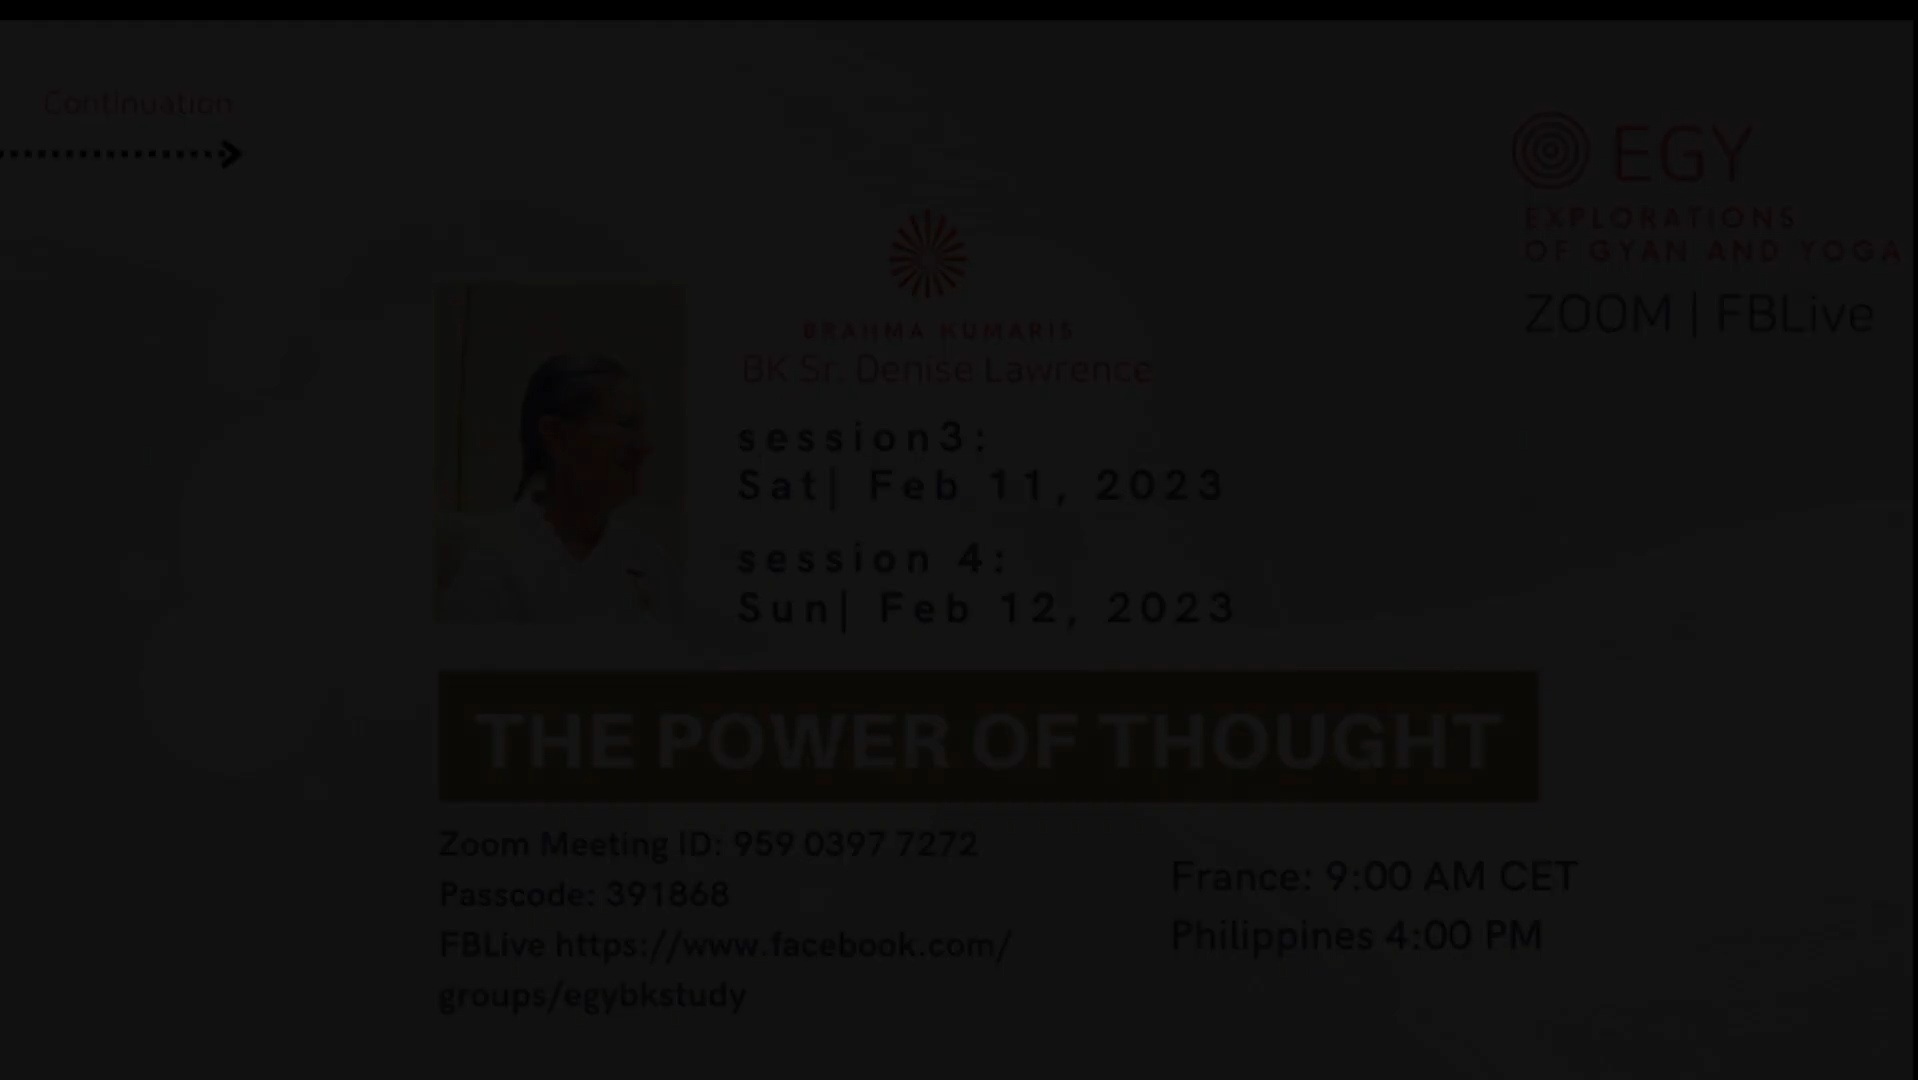 Continuation
EGY
EXPLORATIONS
OF GYAN AND YOGA
ZOOM | FBLive
BRAHMA KUMARIS
BK Sr. Denise Lawrence
session3:
Sat| Feb 11, 2023
session 4:
Sun| Feb 12, 2023
THE POWER OF THOUGHT
Zoom Meeting ID: 959 0397 7272
Passcode: 391868
FBLive https://www.facebook.com/
groups/egybkstudy
France: 9:00 AM CET
Philippines 4:00 PM